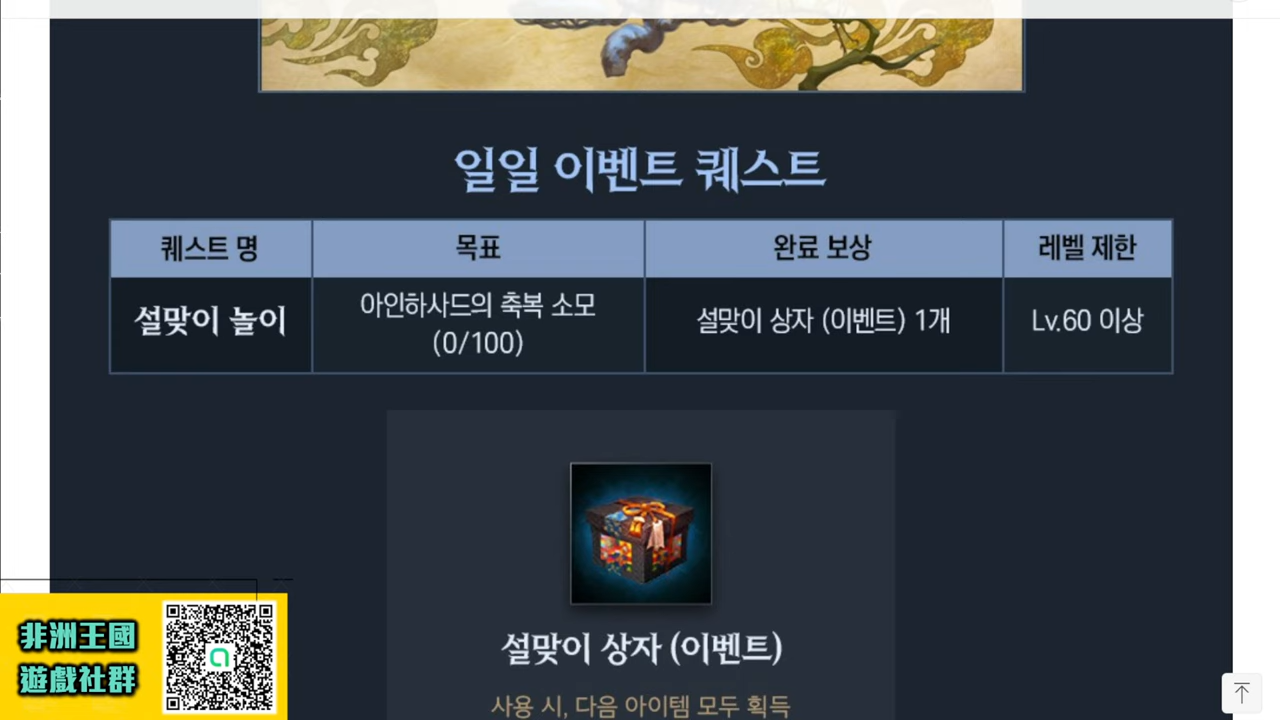 일일 이벤트 퀘스트
퀘스트 명 목표 완료 보상 레벨 제한
설맞이 놀이 아인하사드의 축복 소모 (0/100) 설맞이 상자 (이벤트) 1개 Lv.60 이상
설맞이 상자 (이벤트)
사용 시, 다음 아이템 모두 획득
非洲王國
遊戲社群